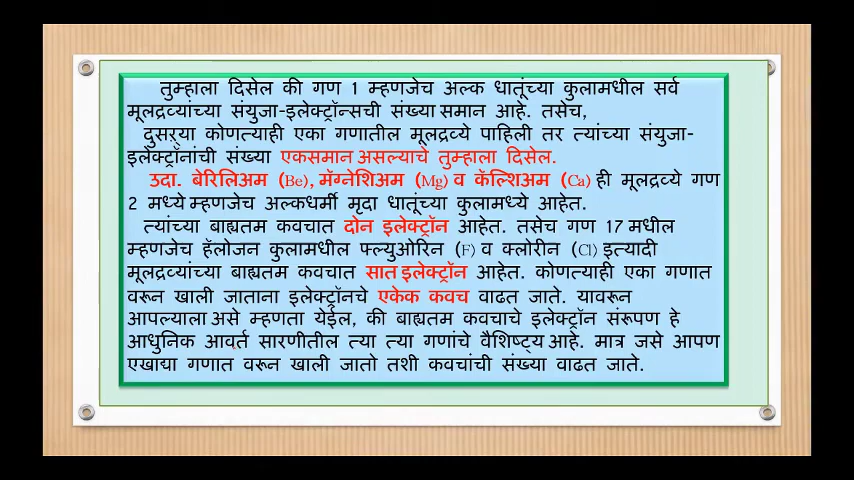 तुम्हाला दिसेल की गण 1 म्हणजेच अल्क धातूंच्या कुलामधील सर्व
मूलद्रव्यांच्या संयुजा-इलेक्ट्रॉन्सची संख्या समान आहे. तसेच,
दुसऱ्या कोणत्याही एका गणातील मूलद्रव्ये पाहिली तर त्यांच्या संयुजा-
इलेक्ट्रॉनांची संख्या एकसमान असल्याचे तुम्हाला दिसेल.
उदा. बेरिलिअम (Be), मॅग्नेशिअम (Mg) व कॅल्शिअम (Ca) ही मूलद्रव्ये गण
2 मध्ये म्हणजेच अल्कधर्मी मृदा धातूंच्या कुलामध्ये आहेत.
त्यांच्या बाह्यतम कवचात दोन इलेक्ट्रॉन आहेत. तसेच गण 17 मधील
म्हणजेच हॅलोजन कुलामधील फ्ल्युओरिन (F) व क्लोरीन (Cl) इत्यादी
मूलद्रव्यांच्या बाह्यतम कवचात सात इलेक्ट्रॉन आहेत. कोणत्याही एका गणात
वरून खाली जाताना इलेक्ट्रॉनचे एकेक कवच वाढत जाते. यावरून
आपल्याला असे म्हणता येईल, की बाह्यतम कवचाचे इलेक्ट्रॉन संरूपण हे
आधुनिक आवर्त सारणीतील त्या त्या गणांचे वैशिष्ट्य आहे. मात्र जसे आपण
एखाद्या गणात वरून खाली जातो तशी कवचांची संख्या वाढत जाते.